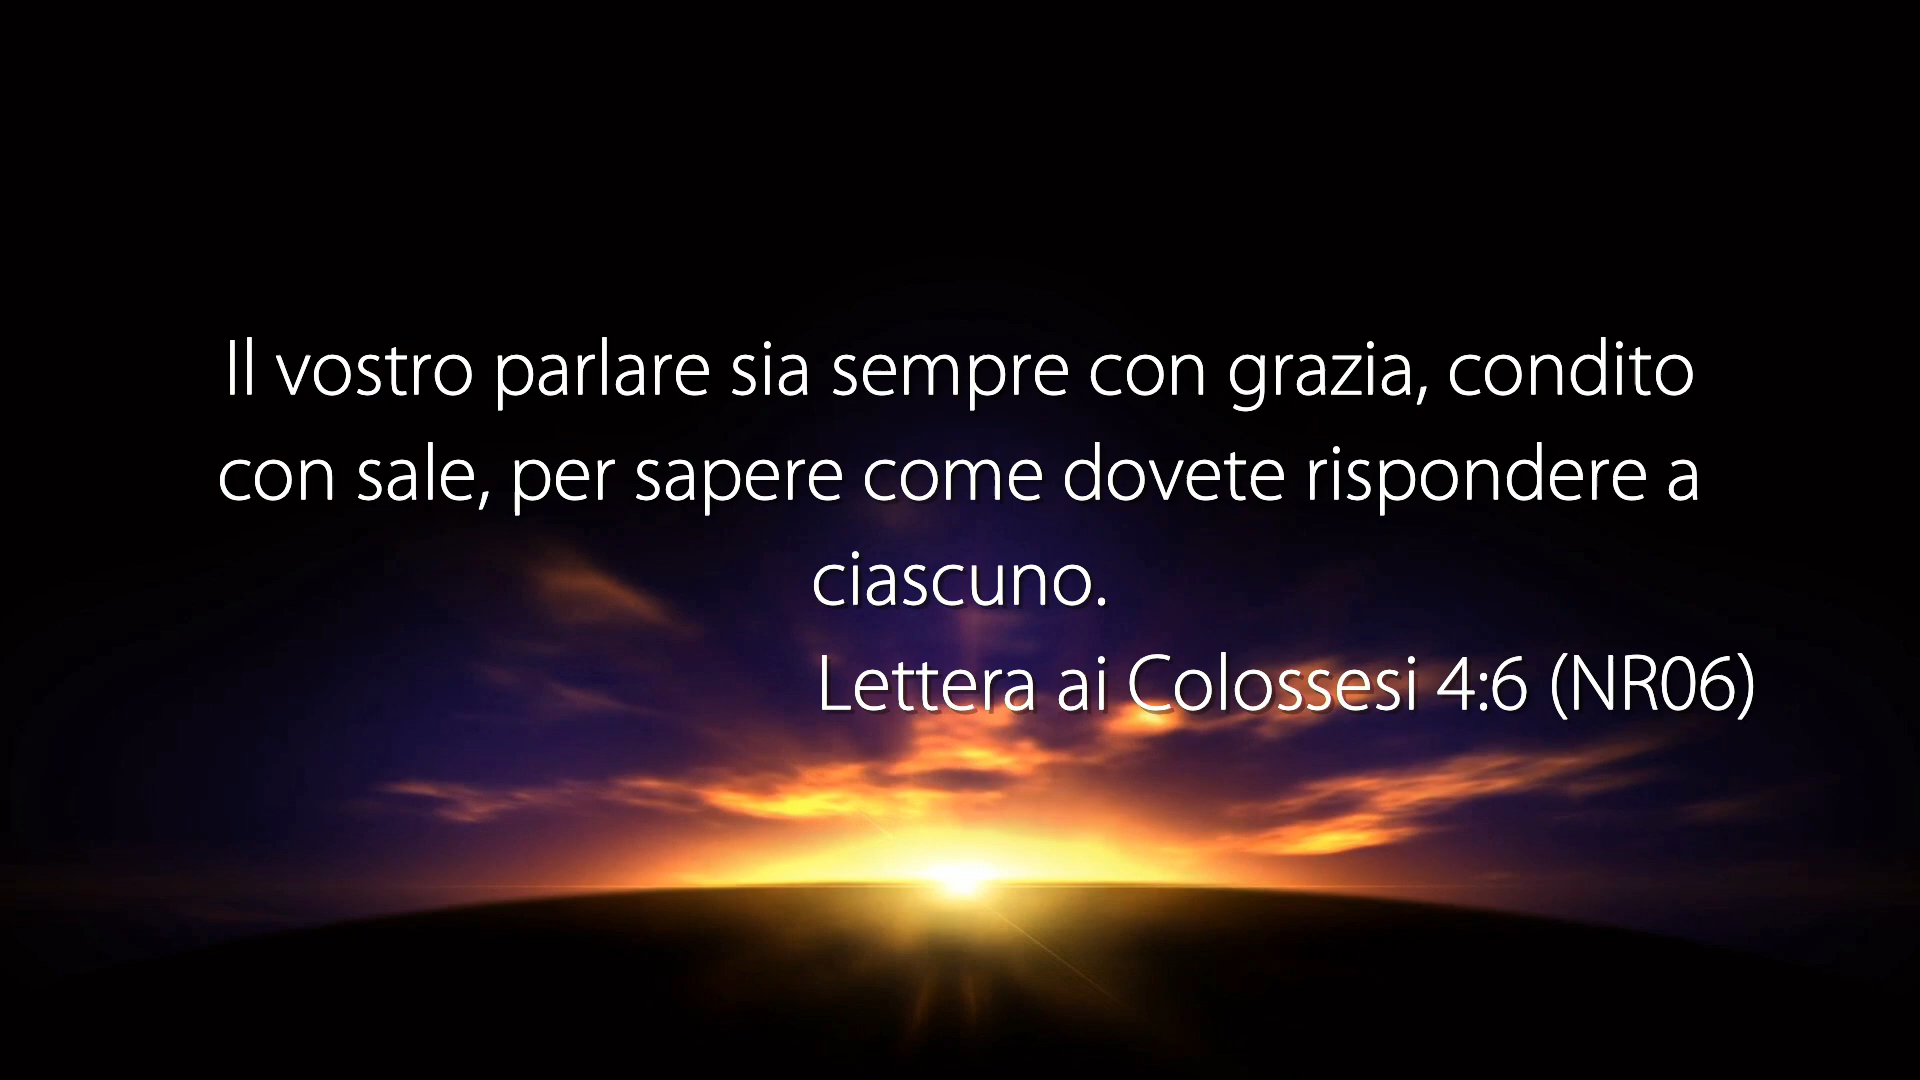 Il vostro parlare sia sempre con grazia, condito
con sale, per sapere come dovete rispondere a
ciascuno.
Lettera ai Colossesi 4:6 (NR06)